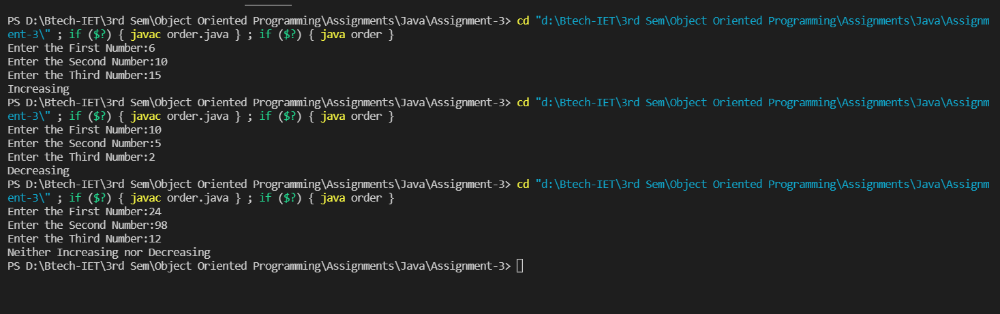 PS D:\Btech-IET\3rd Sem\Object Oriented Programming\Assignments\Java\Assignment-3> cd "d:\Btech-IET\3rd Sem\Object Oriented Programming\Assignments\Java\Assignm
ent-3\" ; if ($?) { javac order.java } ; if ($?) { java order }
Enter the First Number:6
Enter the Second Number:10
Enter the Third Number:15
Increasing
PS D:\Btech-IET\3rd Sem\Object Oriented Programming\Assignments\Java\Assignment-3> cd "d:\Btech-IET\3rd Sem\Object Oriented Programming\Assignments\Java\Assignm
ent-3\" ; if ($?) { javac order.java } ; if ($?) { java order }
Enter the First Number:10
Enter the Second Number:5
Enter the Third Number:2
Decreasing
PS D:\Btech-IET\3rd Sem\Object Oriented Programming\Assignments\Java\Assignment-3> cd "d:\Btech-IET\3rd Sem\Object Oriented Programming\Assignments\Java\Assignm
ent-3\" ; if ($?) { javac order.java } ; if ($?) { java order }
Enter the First Number:24
Enter the Second Number:98
Enter the Third Number:12
Neither Increasing nor Decreasing
PS D:\Btech-IET\3rd Sem\Object Oriented Programming\Assignments\Java\Assignment-3>